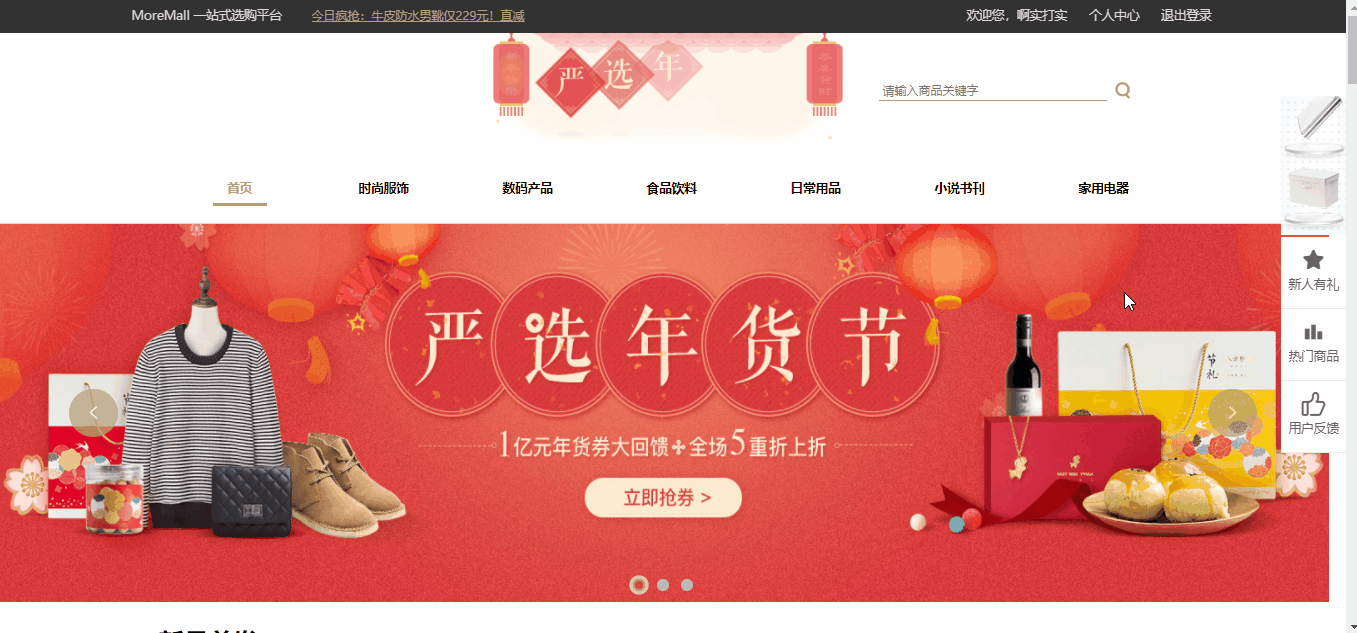 MoreMall 一站式选购平台
今日疯抢：牛皮防水男靴仅229元！直减
欢迎您，啊实打实
个人中心
退出登录
严选年
请输入商品关键字
首页
时尚服饰
数码产品
食品饮料
日常用品
小说书刊
家用电器
严选年货节
1亿元年货券大回馈 全场5重折上折
立即抢券 >
节礼
新人有礼
热门商品
用户反馈